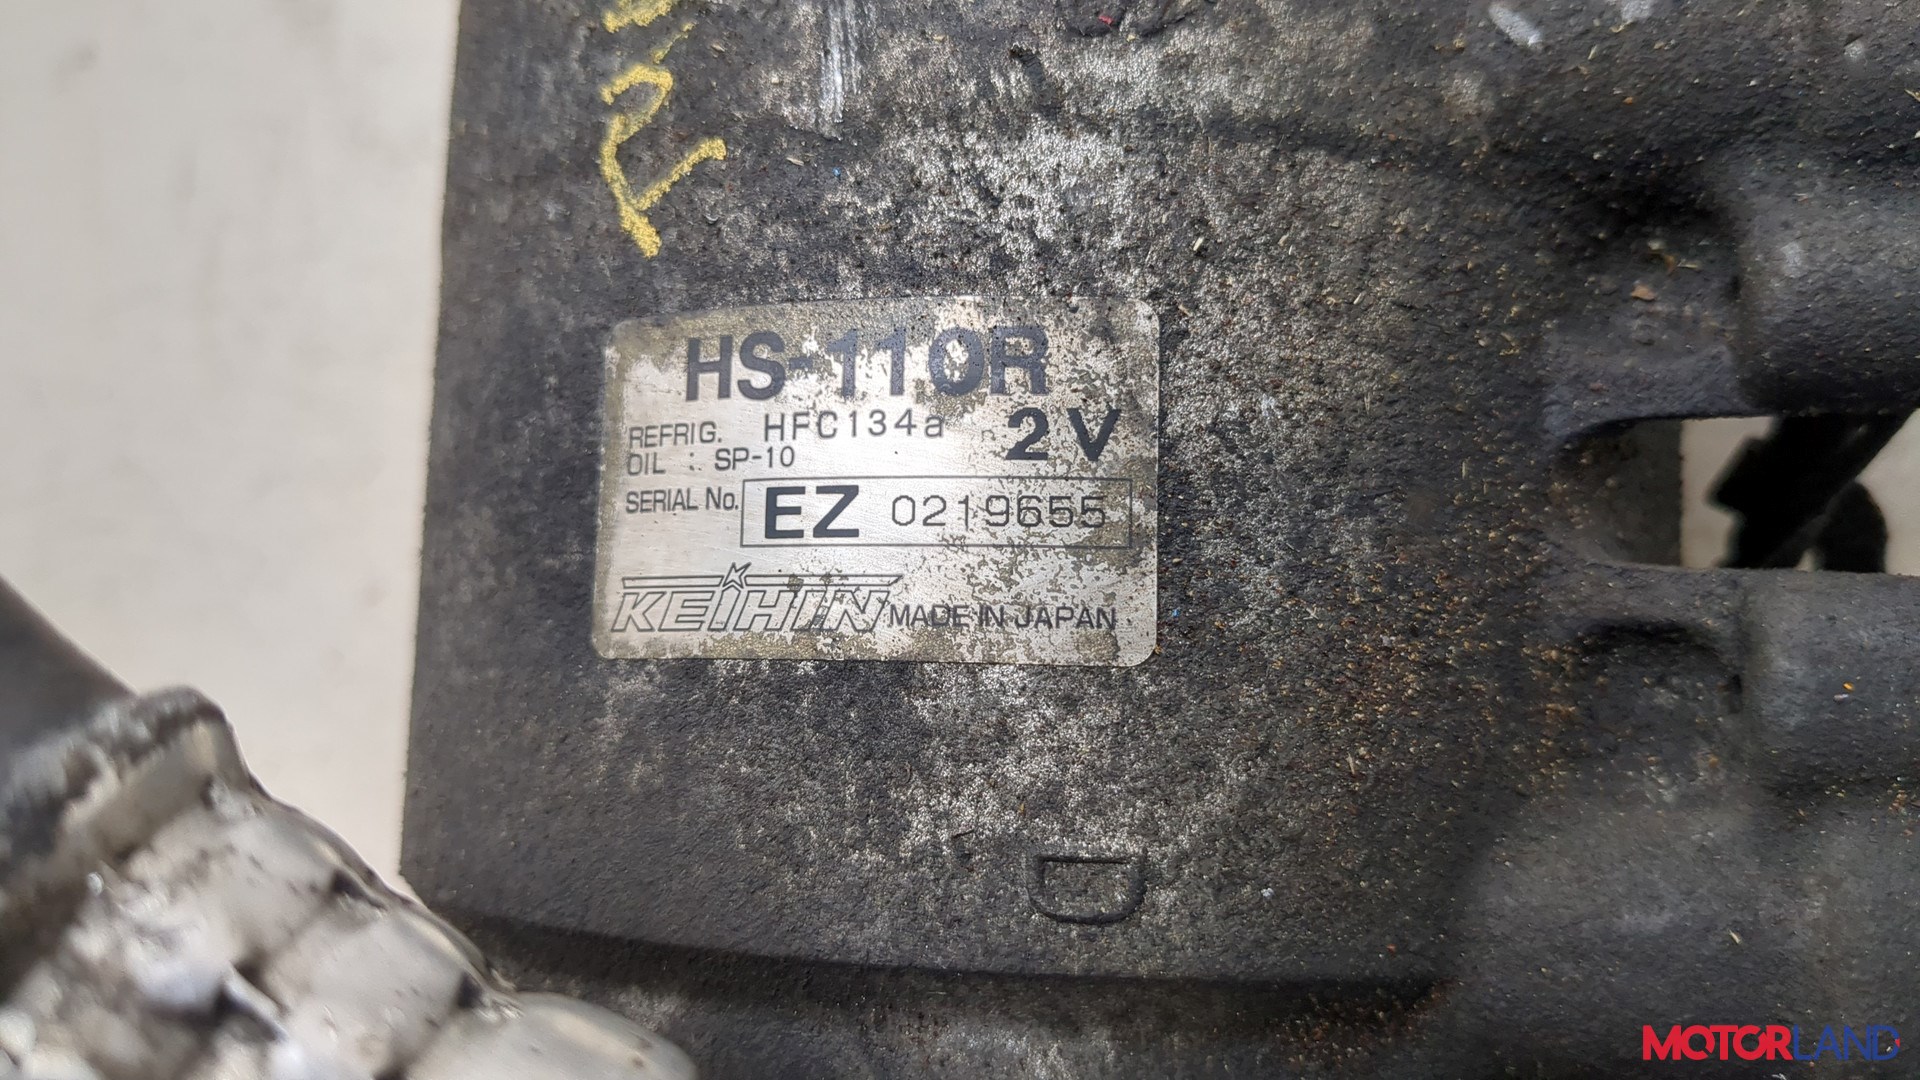 HS-110R
REFRIG. HFC134a 2V
OIL : SP-10
SERIAL No. EZ 0219655
KEIHIN MADE IN JAPAN
D
MOTORLAND